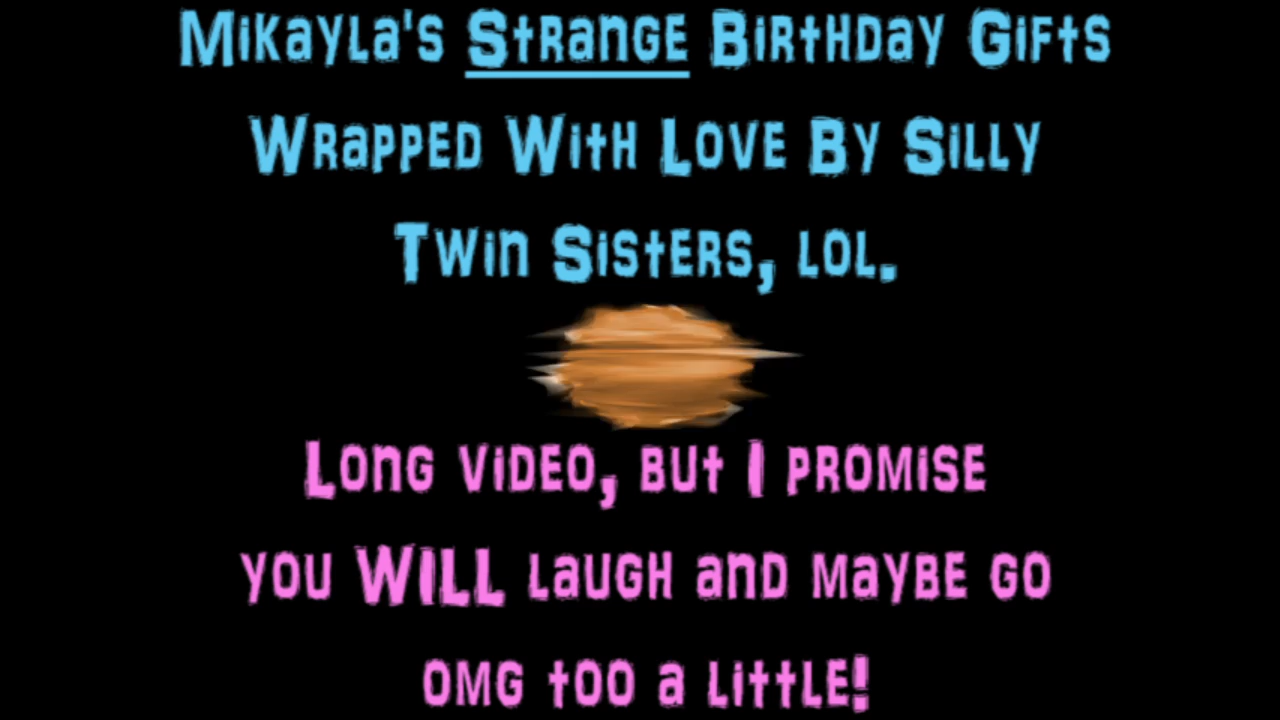 Mikayla's Strange Birthday Gifts
Wrapped With Love By Silly
Twin Sisters, lol.
Long video, but I promise
you WILL laugh and maybe go
omg too a little!